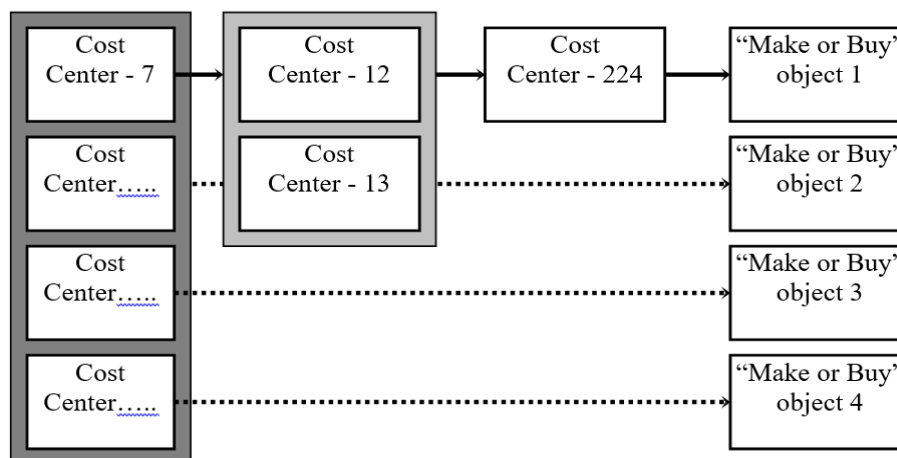 Cost
Center - 7
Cost
Center - 12
Cost
Center - 224
“Make or Buy”
object 1
Cost
Center…..
Cost
Center - 13
“Make or Buy”
object 2
Cost
Center…..
“Make or Buy”
object 3
Cost
Center…..
“Make or Buy”
object 4